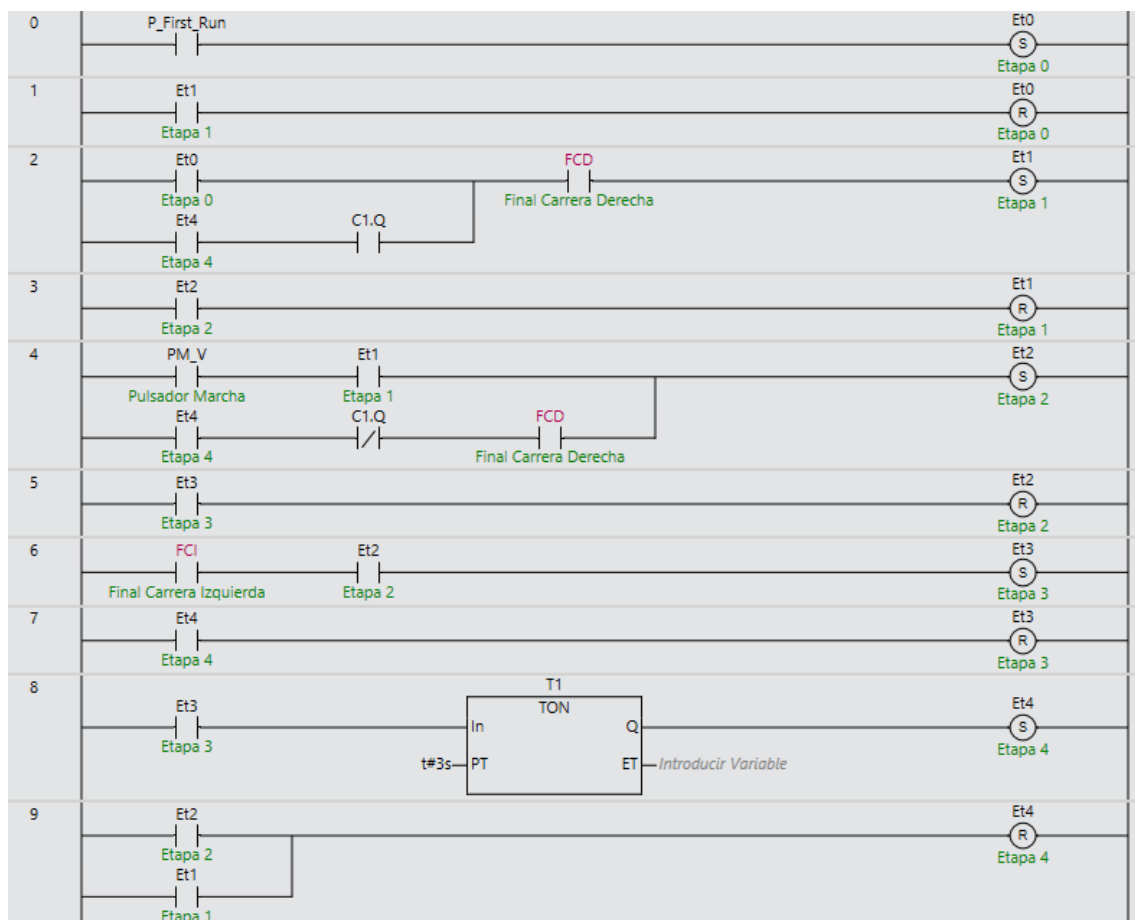 0
P_First_Run
Et0
S
Etapa 0
1
Et1
Et0
R
Etapa 1
Etapa 0
2
Et0
FCD
Et1
S
Etapa 0
Final Carrera Derecha
Etapa 1
Et4
C1.Q
Etapa 4
3
Et2
Et1
R
Etapa 2
Etapa 1
4
PM_V
Et1
Et2
S
Pulsador Marcha
Etapa 1
Etapa 2
Et4
C1.Q
FCD
Etapa 4
Final Carrera Derecha
5
Et3
Et2
R
Etapa 3
Etapa 2
6
FCI
Et2
Et3
S
Final Carrera Izquierda
Etapa 2
Etapa 3
7
Et4
Et3
R
Etapa 4
Etapa 3
8
T1
Et3
TON
Et4
In
Q
S
Etapa 3
Etapa 4
t#3s
PT
ET
Introducir Variable
9
Et2
Et4
R
Etapa 2
Etapa 4
Et1
Etapa 1